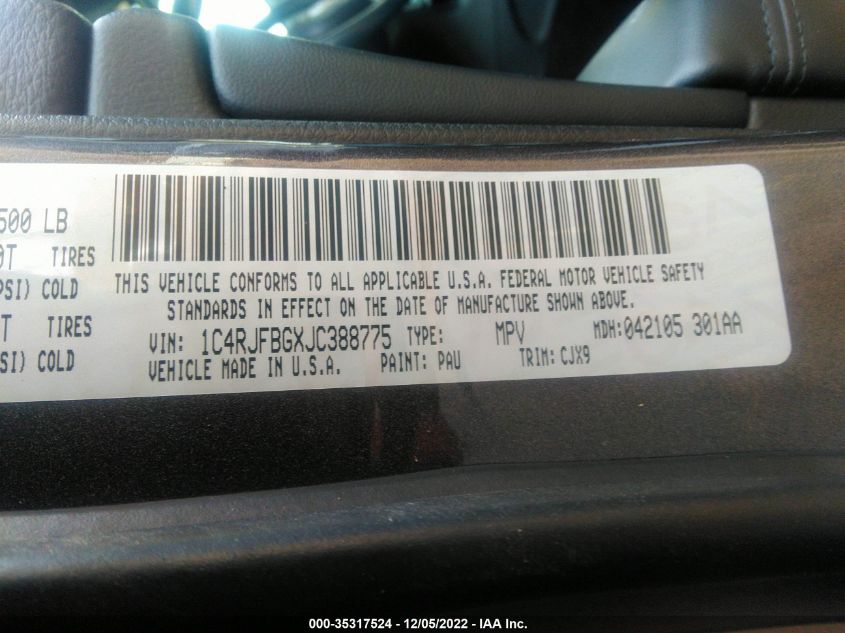 500 LB
TIRES
THIS VEHICLE CONFORMS TO ALL APPLICABLE U.S.A. FEDERAL MOTOR VEHICLE SAFETY
PSI) COLD
STANDARDS IN EFFECT ON THE DATE OF MANUFACTURE SHOWN ABOVE.
TIRES
VIN: 1C4RJFBGXJC388775 TYPE: MPV MDH: 042105 301AA
PSI) COLD
VEHICLE MADE IN U.S.A. PAINT: PAU TRIM: CJX9
000-35317524 - 12/05/2022 - IAA Inc.